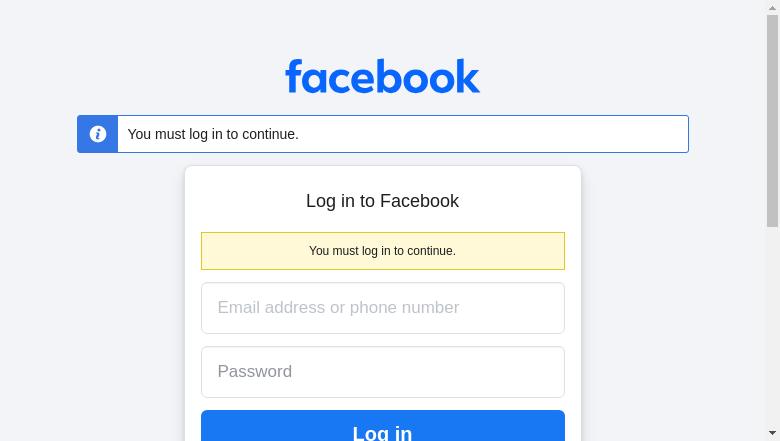 facebook
You must log in to continue.
Log in to Facebook
You must log in to continue.
Email address or phone number
Password
Log in